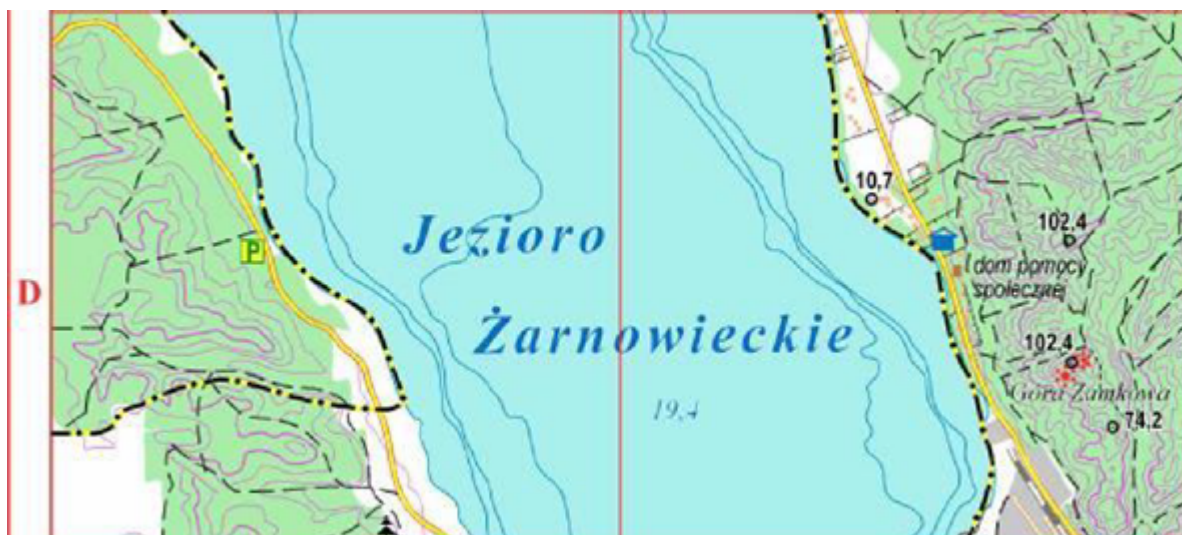 10,7
102,4
Jezioro
P
dom pomocy
społecznej
D
Żarnowieckie
102,4
Góra Zamkowa
19,4
74,2